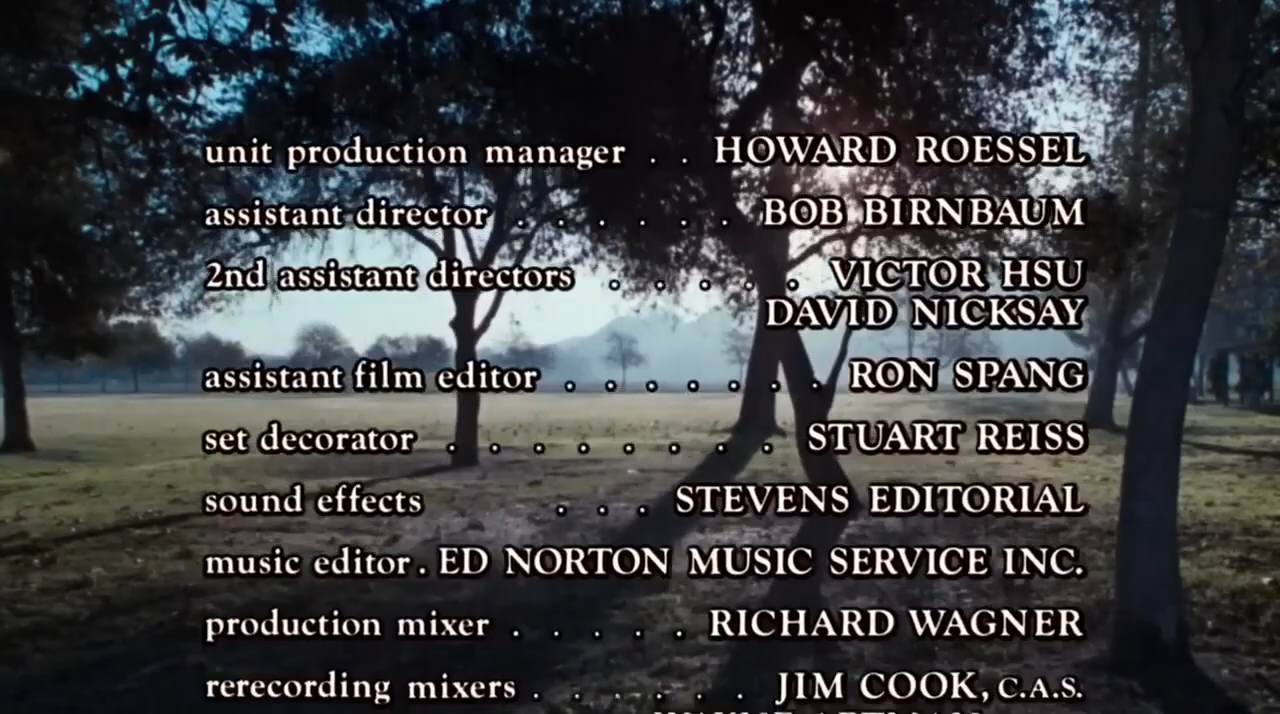 unit production manager . . HOWARD ROESSEL
assistant director . . . . . . BOB BIRNBAUM
2nd assistant directors . . . . . VICTOR HSU
DAVID NICKSAY
assistant film editor . . . . . . . RON SPANG
set decorator . . . . . . . . STUART REISS
sound effects . . . STEVENS EDITORIAL
music editor . ED NORTON MUSIC SERVICE INC.
production mixer . . . . . RICHARD WAGNER
rerecording mixers . . . . . . JIM COOK, C.A.S.